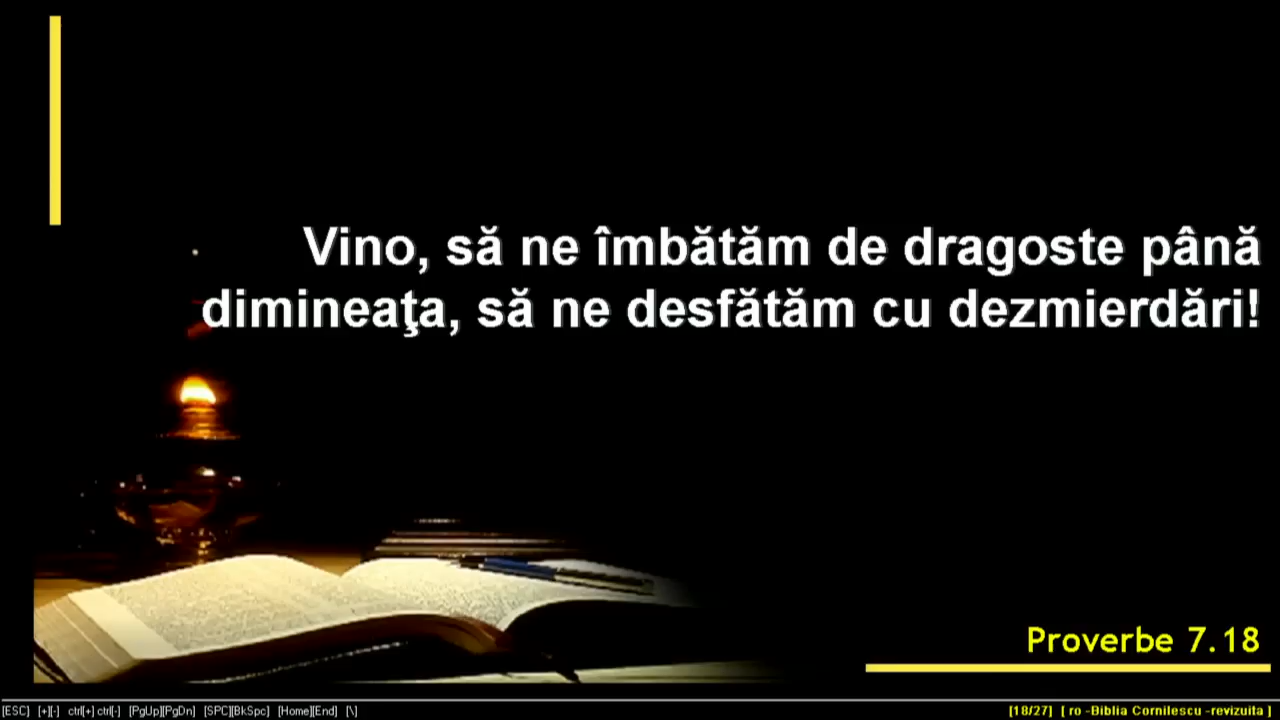 Vino, să ne îmbătăm de dragoste până
dimineaţa, să ne desfătăm cu dezmierdări!
Proverbe 7.18
[ESC] [+][-] ctrl[+] ctrl[-] [PgUp][PgDn] [SPC][BkSpc] [Home][End] [\] [18/27] [ ro -Biblia Cornilescu -revizuita ]